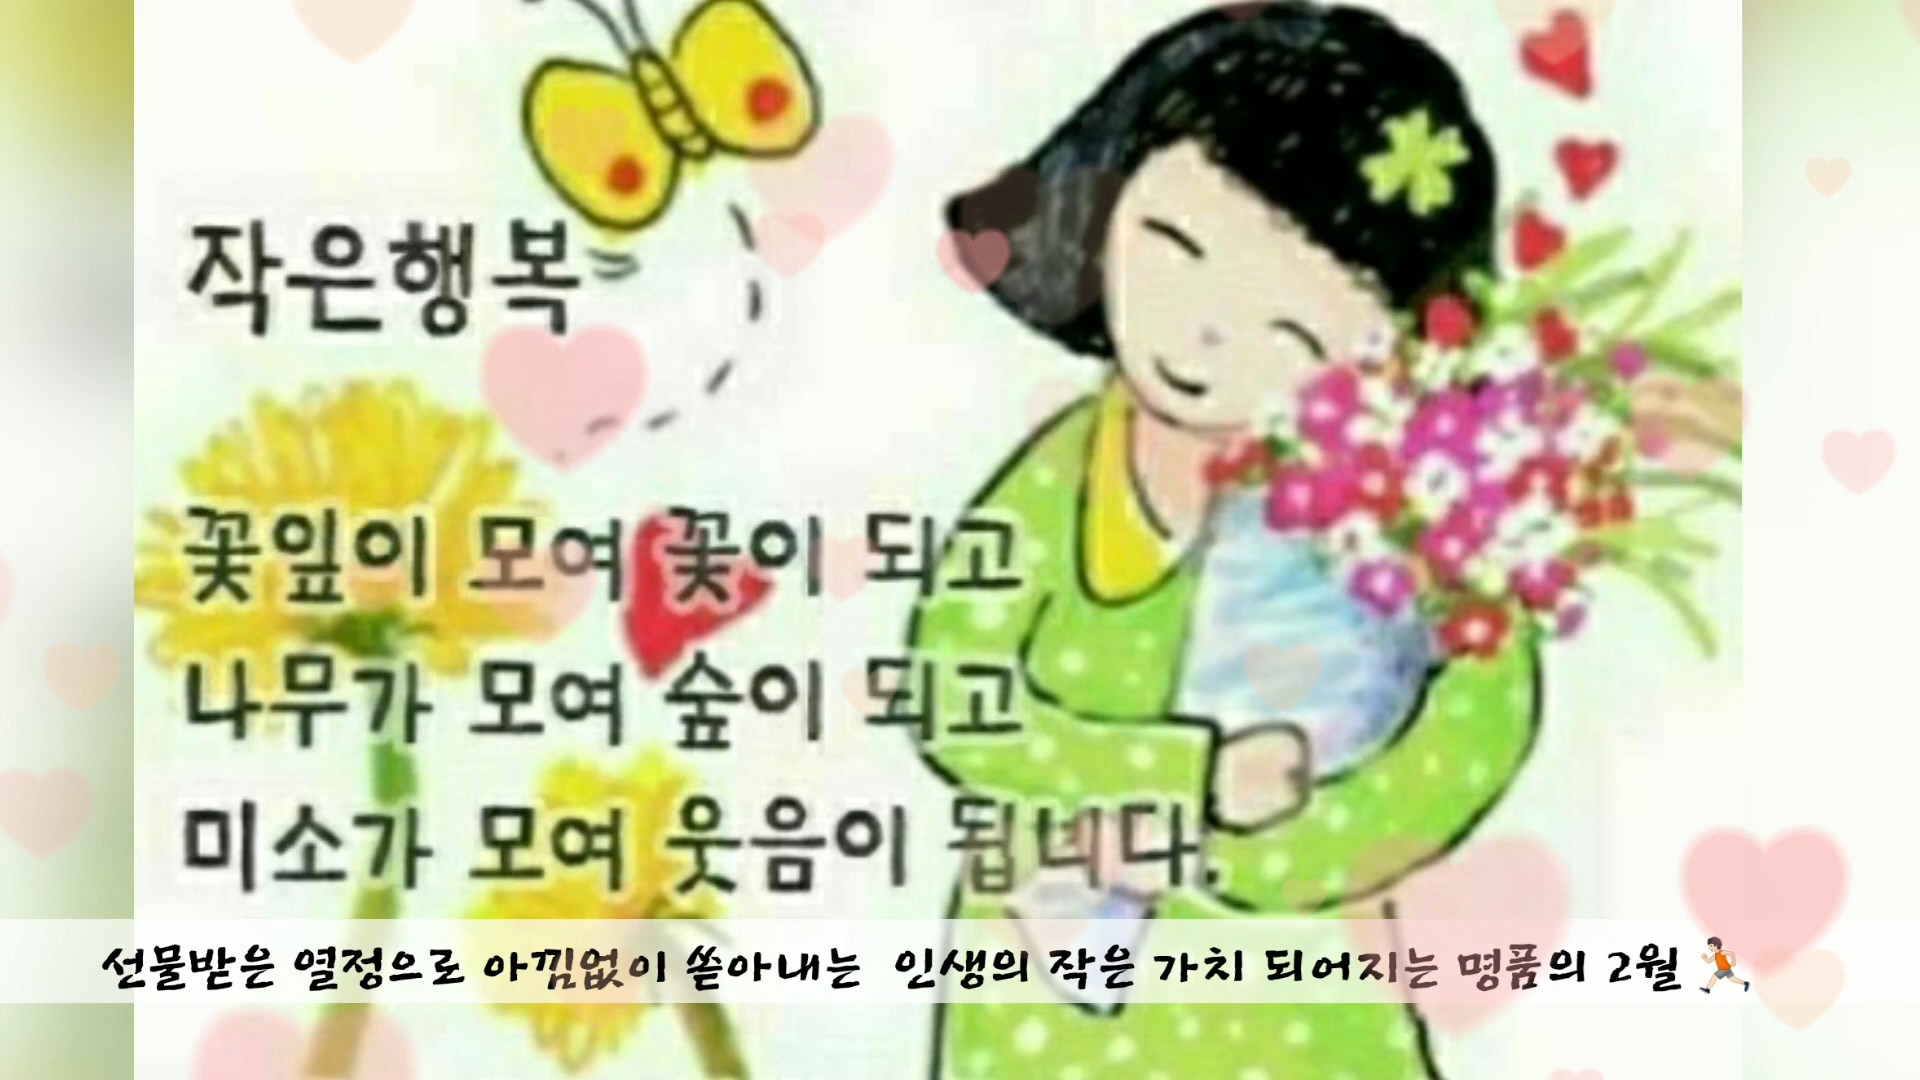 작은행복
꽃잎이 모여 꽃이 되고
나무가 모여 숲이 되고
미소가 모여 웃음이 됩니다.
선물받은 열정으로 아낌없이 쏟아내는 인생의 작은 가치 되어지는 명품의 2월 🏃